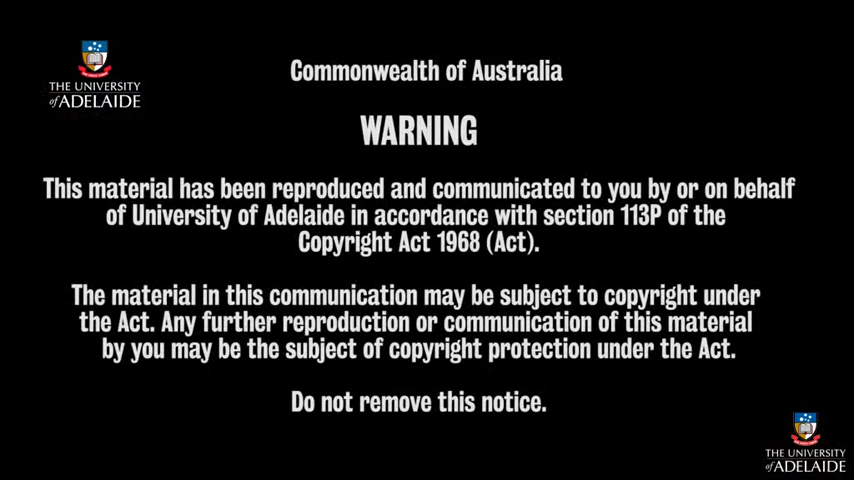 THE UNIVERSITY
of ADELAIDE
Commonwealth of Australia
WARNING
This material has been reproduced and communicated to you by or on behalf
of University of Adelaide in accordance with section 113P of the
Copyright Act 1968 (Act).
The material in this communication may be subject to copyright under
the Act. Any further reproduction or communication of this material
by you may be the subject of copyright protection under the Act.
Do not remove this notice.
THE UNIVERSITY
of ADELAIDE